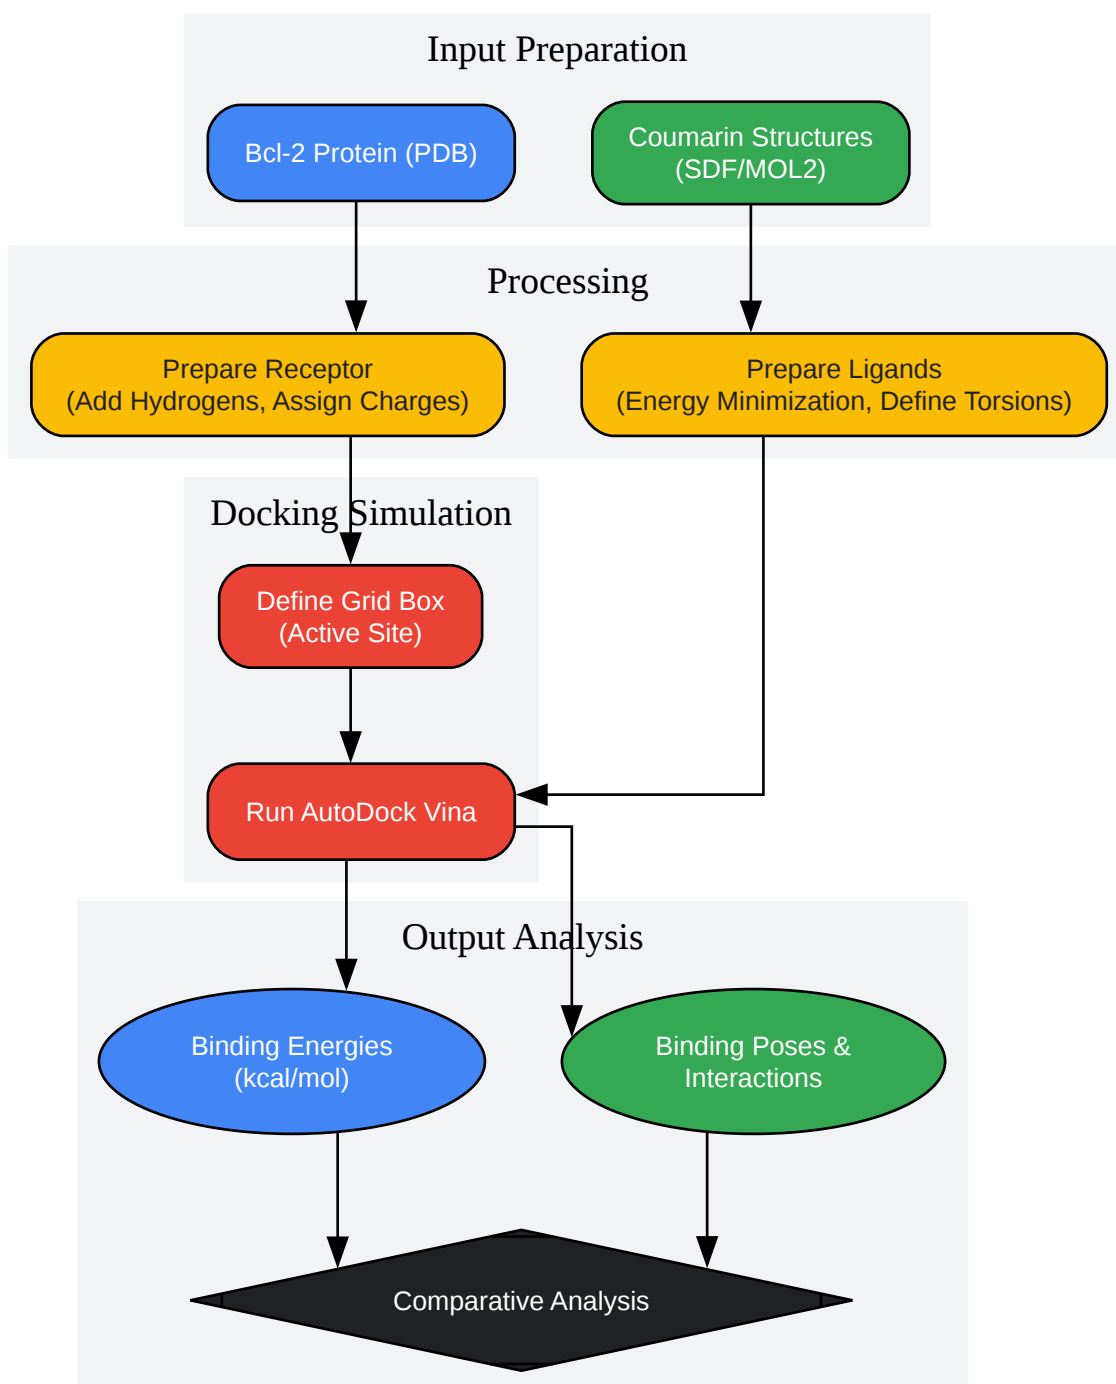 Input Preparation
Bcl-2 Protein (PDB)
Coumarin Structures
(SDF/MOL2)
Processing
Prepare Receptor
(Add Hydrogens, Assign Charges)
Prepare Ligands
(Energy Minimization, Define Torsions)
Docking Simulation
Define Grid Box
(Active Site)
Run AutoDock Vina
Output Analysis
Binding Energies
(kcal/mol)
Binding Poses &
Interactions
Comparative Analysis